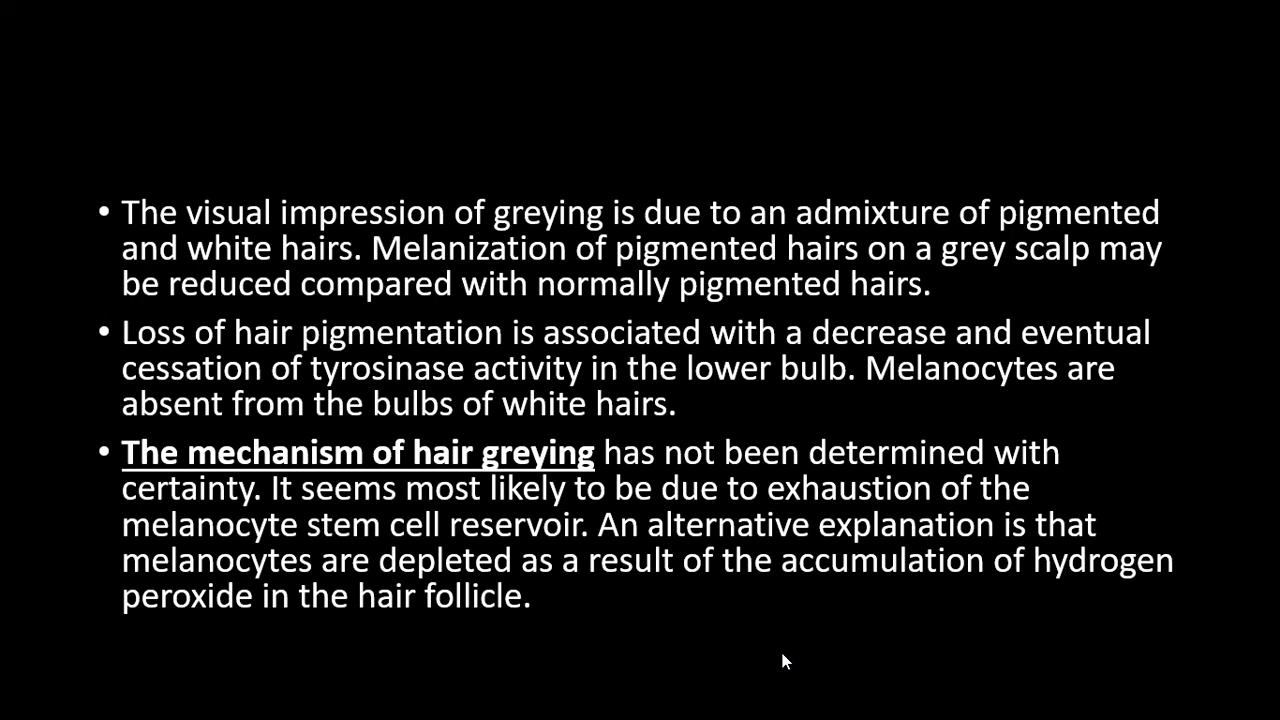 • The visual impression of greying is due to an admixture of pigmented
and white hairs. Melanization of pigmented hairs on a grey scalp may
be reduced compared with normally pigmented hairs.
• Loss of hair pigmentation is associated with a decrease and eventual
cessation of tyrosinase activity in the lower bulb. Melanocytes are
absent from the bulbs of white hairs.
• The mechanism of hair greying has not been determined with
certainty. It seems most likely to be due to exhaustion of the
melanocyte stem cell reservoir. An alternative explanation is that
melanocytes are depleted as a result of the accumulation of hydrogen
peroxide in the hair follicle.